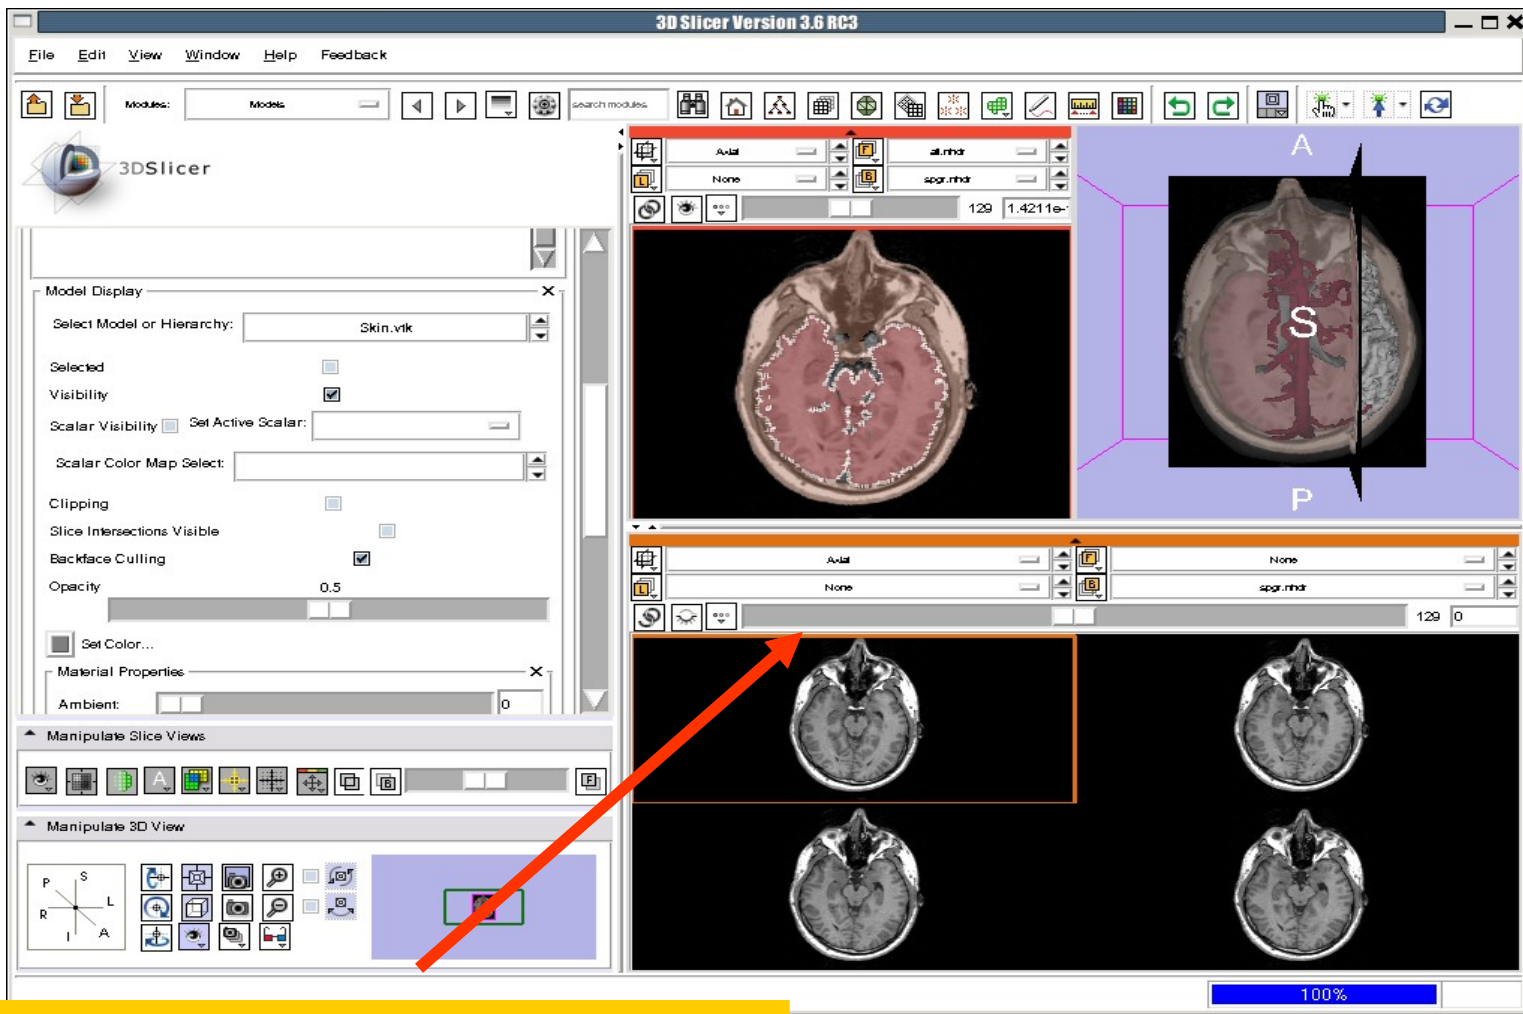 3D Slicer Version 3.6 RC3
File Edit View Window Help Feedback
Modules: Models search modules
3DSlicer
Axial all.nhdr
None spgr.nhdr
129 1.4211e-
A
S
P
Model Display
Select Model or Hierarchy: Skin.vtk
Selected
Visibility
Scalar Visibility Set Active Scalar:
Scalar Color Map Select:
Clipping
Slice Intersections Visible
Backface Culling
Opacity 0.5
Set Color...
Material Properties
Ambient: 0
Manipulate Slice Views
A B F
Manipulate 3D View
P S
R L
I A
F
L B
Axial None
None spgr.nhdr
L F B
129 0
100%